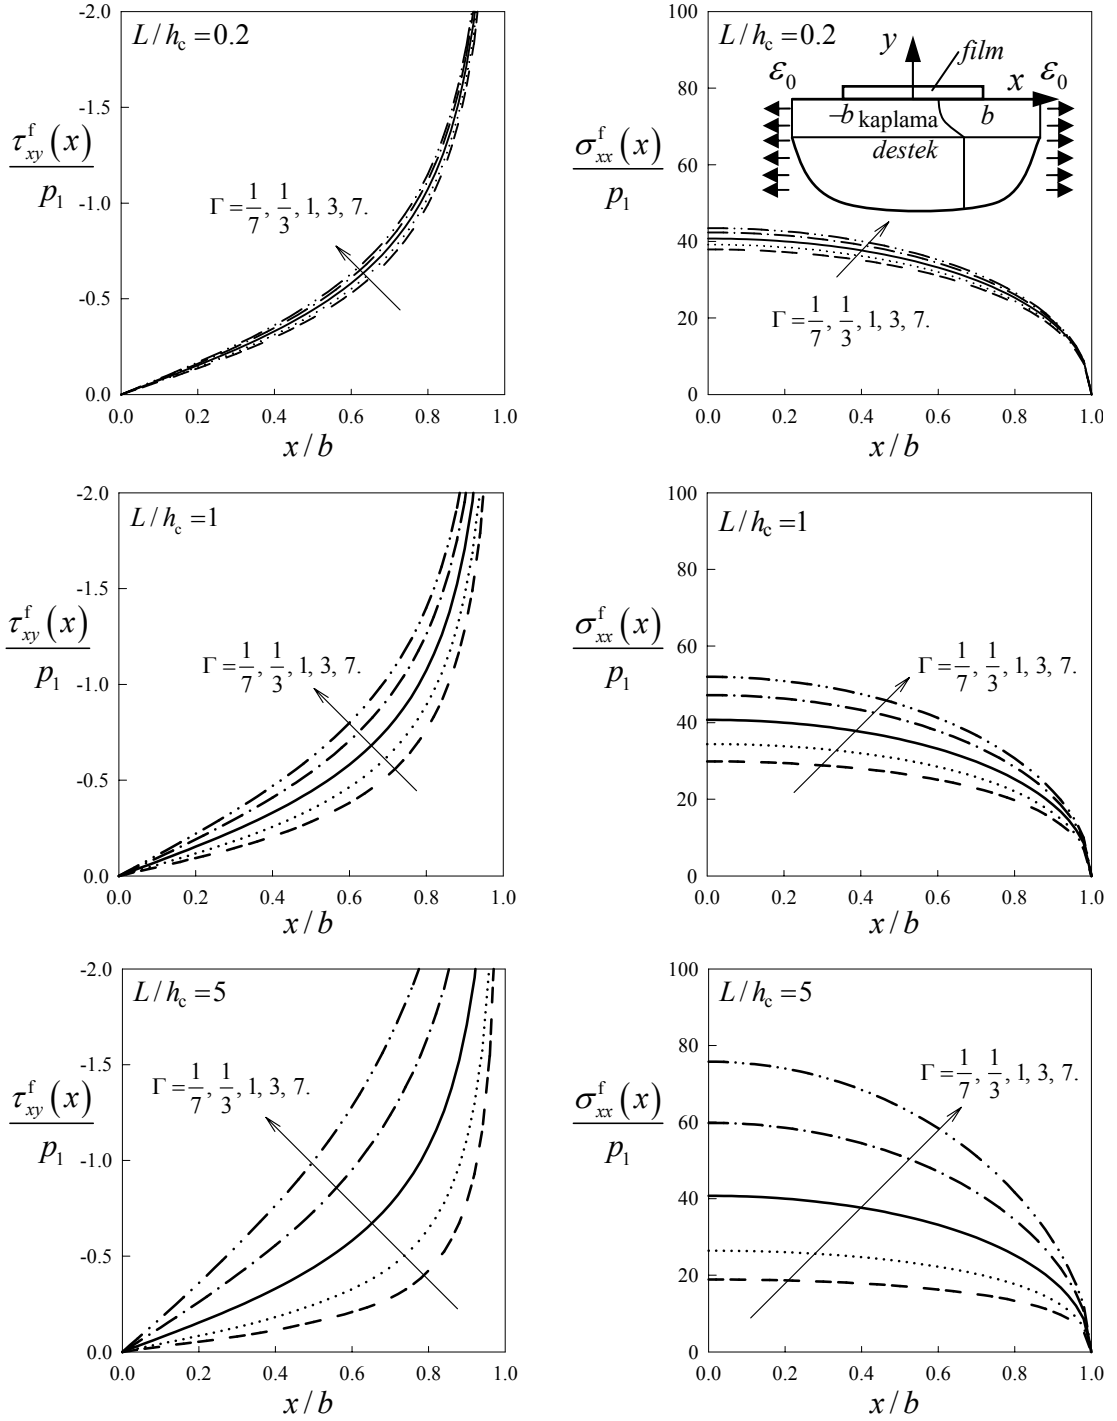 L/h_c = 0.2
τ^f_xy(x)/p_1
-2.0
-1.5
-1.0
-0.5
0.0
Γ = 1/7, 1/3, 1, 3, 7.
0.0 0.2 0.4 0.6 0.8 1.0
x/b
L/h_c = 0.2
σ^f_xx(x)/p_1
100
80
60
40
20
0
y
film
ε_0
x
ε_0
-b
kaplama
b
destek
Γ = 1/7, 1/3, 1, 3, 7.
0.0 0.2 0.4 0.6 0.8 1.0
x/b
L/h_c = 1
τ^f_xy(x)/p_1
-2.0
-1.5
-1.0
-0.5
0.0
Γ = 1/7, 1/3, 1, 3, 7.
0.0 0.2 0.4 0.6 0.8 1.0
x/b
L/h_c = 1
σ^f_xx(x)/p_1
100
80
60
40
20
0
Γ = 1/7, 1/3, 1, 3, 7.
0.0 0.2 0.4 0.6 0.8 1.0
x/b
L/h_c = 5
τ^f_xy(x)/p_1
-2.0
-1.5
-1.0
-0.5
0.0
Γ = 1/7, 1/3, 1, 3, 7.
0.0 0.2 0.4 0.6 0.8 1.0
x/b
L/h_c = 5
σ^f_xx(x)/p_1
100
80
60
40
20
0
Γ = 1/7, 1/3, 1, 3, 7.
0.0 0.2 0.4 0.6 0.8 1.0
x/b